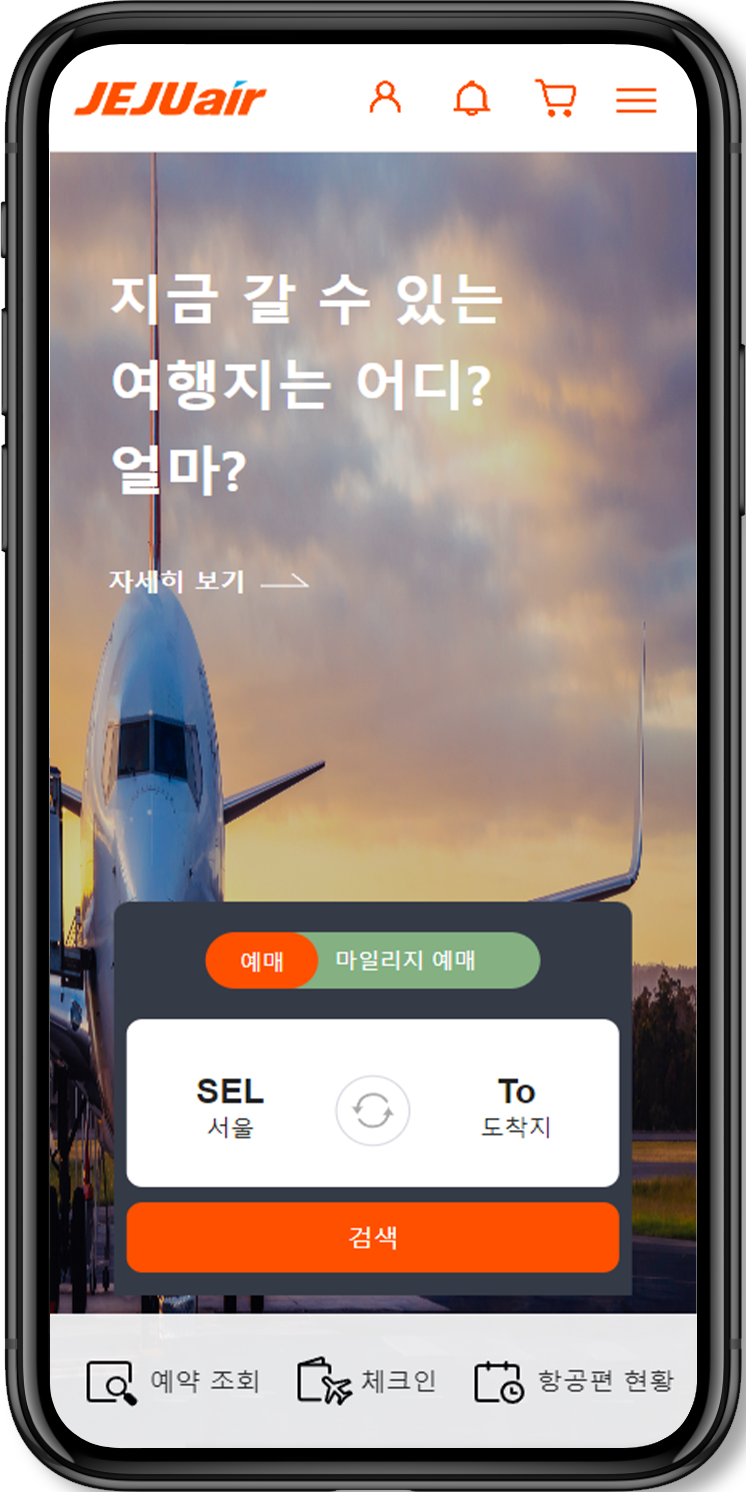 JEJUair
지금 갈 수 있는
여행지는 어디?
얼마?
자세히 보기
예매 마일리지 예매
SEL To
서울 도착지
검색
예약 조회 체크인 항공편 현황